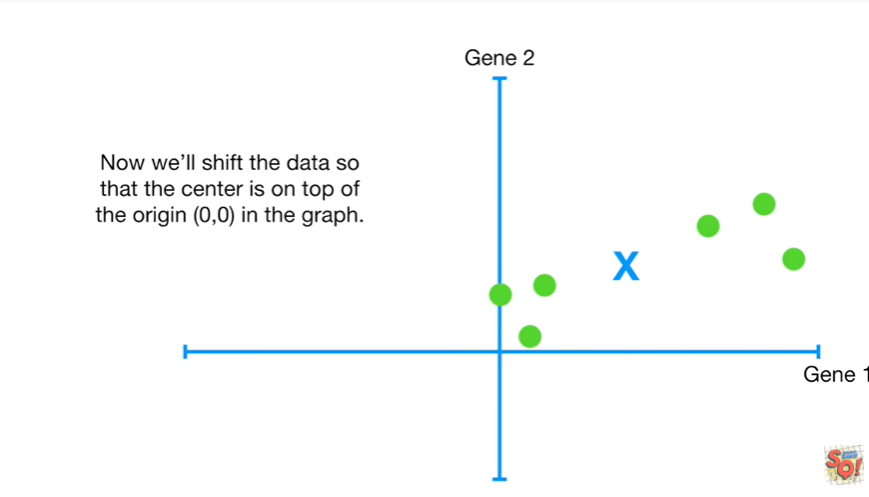 Gene 2
Now we'll shift the data so
that the center is on top of
the origin (0,0) in the graph.
X
Gene 1
SQ!